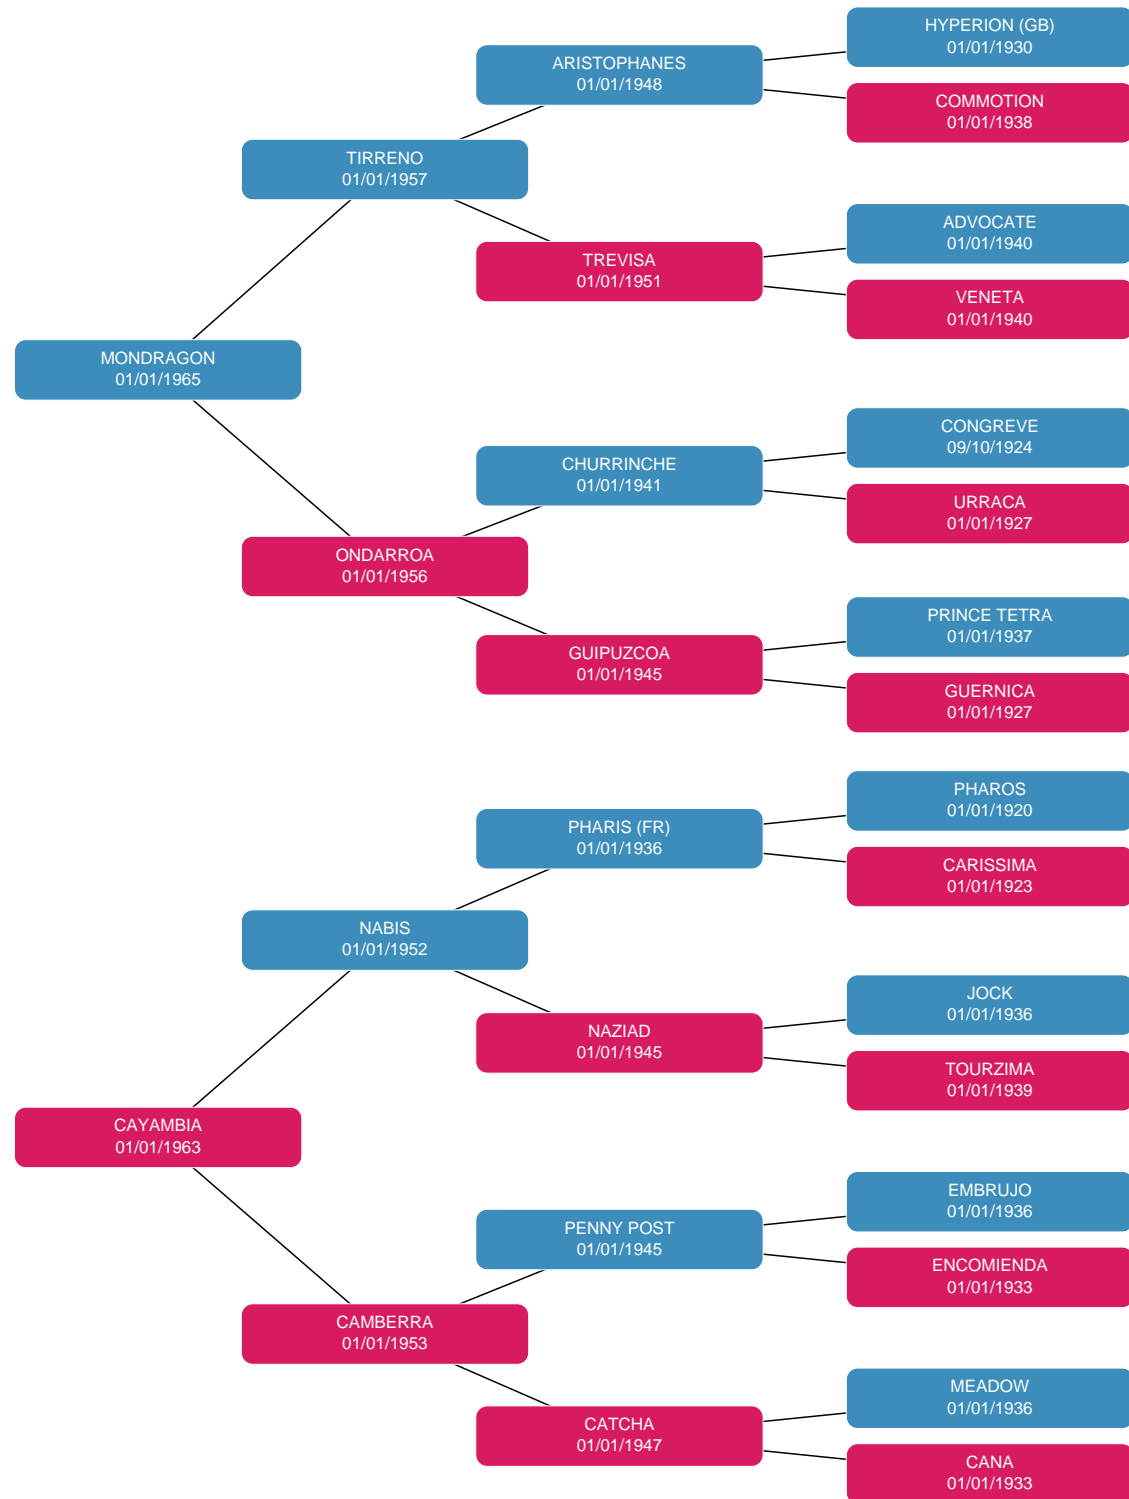 HYPERION (GB)
01/01/1930
ARISTOPHANES
01/01/1948
COMMOTION
01/01/1938
TIRRENO
01/01/1957
ADVOCATE
01/01/1940
TREVISA
01/01/1951
VENETA
01/01/1940
MONDRAGON
01/01/1965
CONGREVE
09/10/1924
CHURRINCHE
01/01/1941
URRACA
01/01/1927
ONDARROA
01/01/1956
PRINCE TETRA
01/01/1937
GUIPUZCOA
01/01/1945
GUERNICA
01/01/1927
PHAROS
01/01/1920
PHARIS (FR)
01/01/1936
CARISSIMA
01/01/1923
NABIS
01/01/1952
JOCK
01/01/1936
NAZIAD
01/01/1945
TOURZIMA
01/01/1939
CAYAMBIA
01/01/1963
EMBRUJO
01/01/1936
PENNY POST
01/01/1945
ENCOMIENDA
01/01/1933
CAMBERRA
01/01/1953
MEADOW
01/01/1936
CATCHA
01/01/1947
CANA
01/01/1933